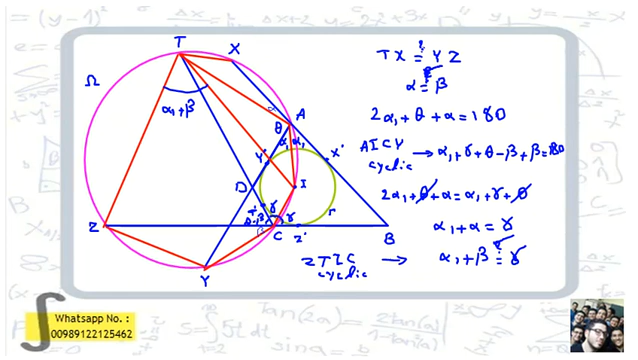 T
X
Ω
α₁+β
θ
A
α₁ α₁
Y'
X'
D
I
T'
γ
θ-β
γ
r
Z
β
C
Z'
B
Y
TX ≟ YZ
α ≟ β
2α₁ + θ + α = 180
AICY cyclic → α₁ + γ + θ - β + β = 180
2α₁ + θ + α = α₁ + γ + θ
α₁ + α = γ
ZTIC cyclic → α₁ + β ≟ γ
Whatsapp No. :
00989122125462